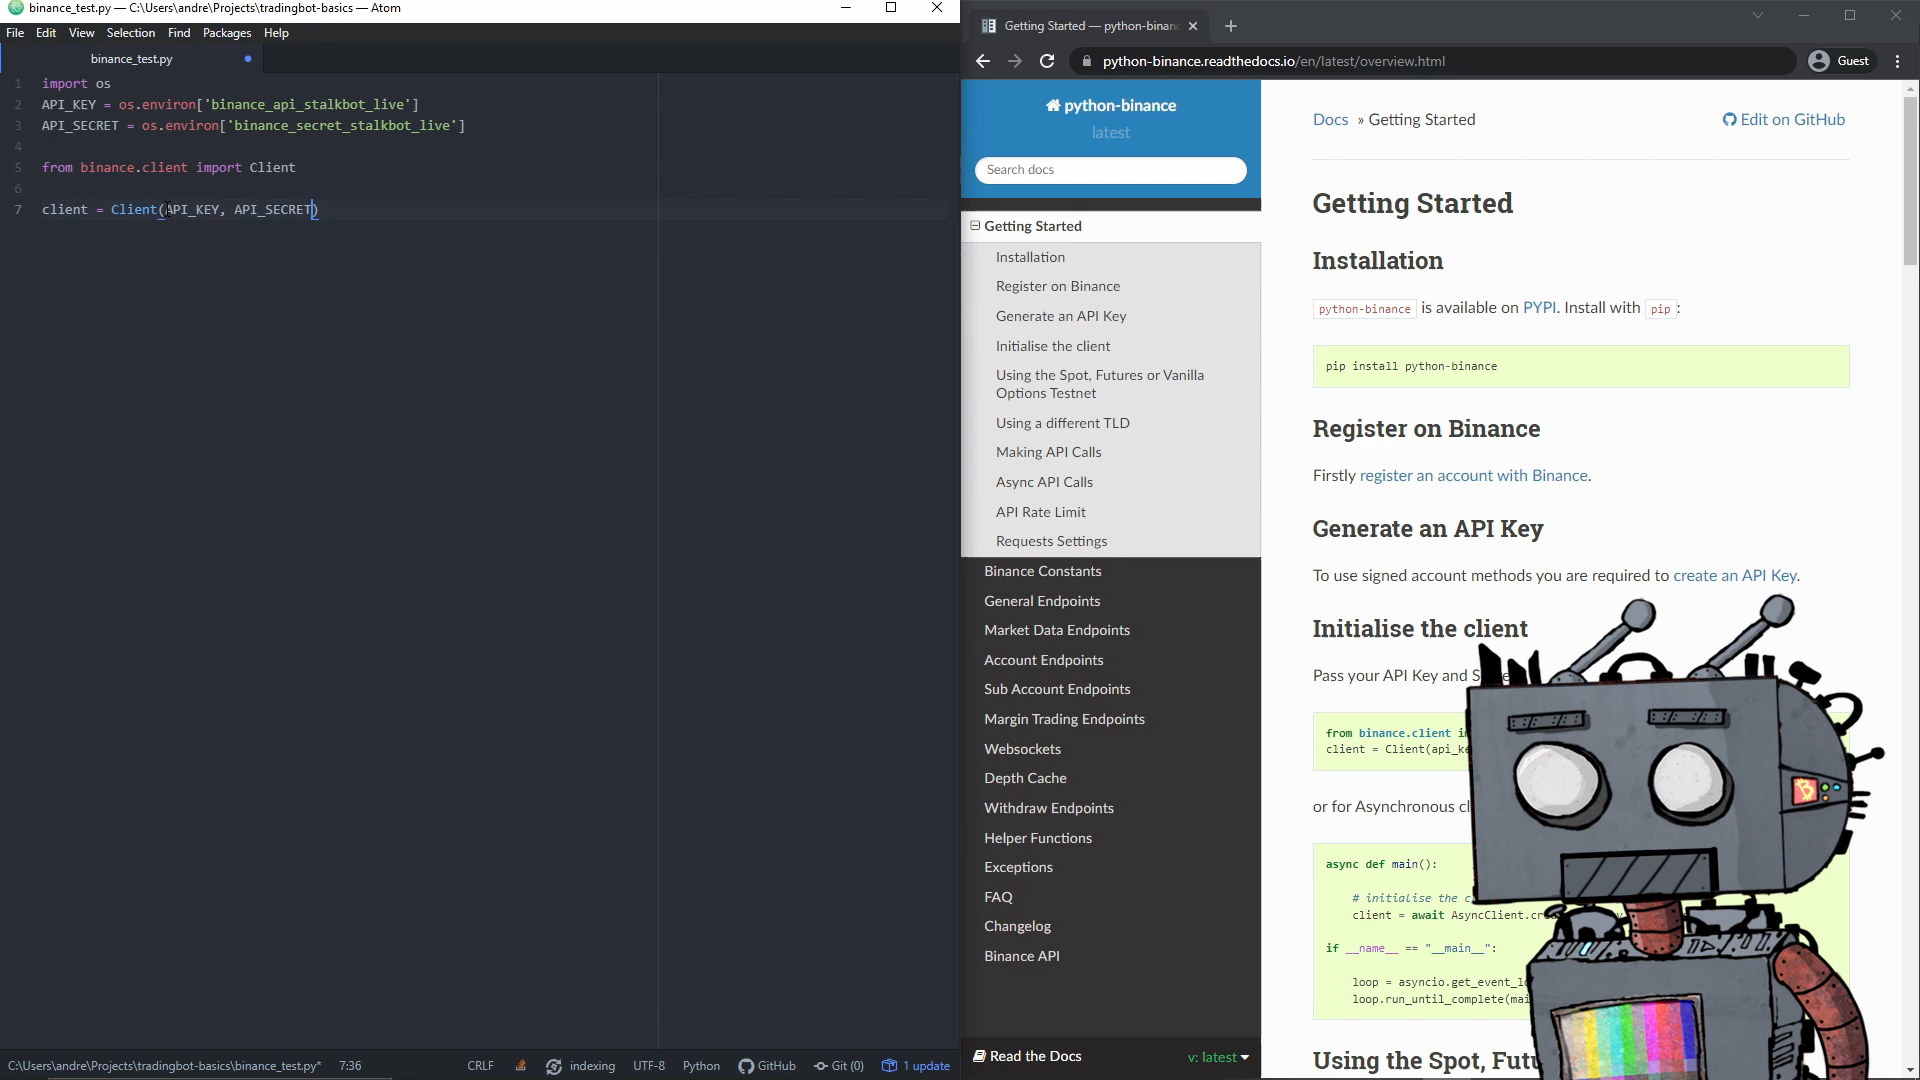 binance_test.py — C:\Users\andre\Projects\tradingbot-basics — Atom
File Edit View Selection Find Packages Help
binance_test.py
1 import os
2 API_KEY = os.environ['binance_api_stalkbot_live']
3 API_SECRET = os.environ['binance_secret_stalkbot_live']
4
5 from binance.client import Client
6
7 client = Client(API_KEY, API_SECRET)
C:\Users\andre\Projects\tradingbot-basics\binance_test.py* 7:36 CRLF indexing UTF-8 Python GitHub Git (0) 1 update
Getting Started — python-binan
python-binance.readthedocs.io/en/latest/overview.html
Guest
python-binance
latest
Search docs
Getting Started
Installation
Register on Binance
Generate an API Key
Initialise the client
Using the Spot, Futures or Vanilla
Options Testnet
Using a different TLD
Making API Calls
Async API Calls
API Rate Limit
Requests Settings
Binance Constants
General Endpoints
Market Data Endpoints
Account Endpoints
Sub Account Endpoints
Margin Trading Endpoints
Websockets
Depth Cache
Withdraw Endpoints
Helper Functions
Exceptions
FAQ
Changelog
Binance API
Read the Docs v: latest
Docs » Getting Started Edit on GitHub
Getting Started
Installation
python-binance is available on PYPI. Install with pip:
pip install python-binance
Register on Binance
Firstly register an account with Binance.
Generate an API Key
To use signed account methods you are required to create an API Key.
Initialise the client
Pass your API Key and
from binance.client
client = Client(api_ke
or for Asynchronous cl
async def main():
# initialise the c
client = await AsyncClient.cre
if __name__ == "__main__":
loop = asyncio.get_event_l
loop.run_until_complete(mai
Using the Spot, Futu